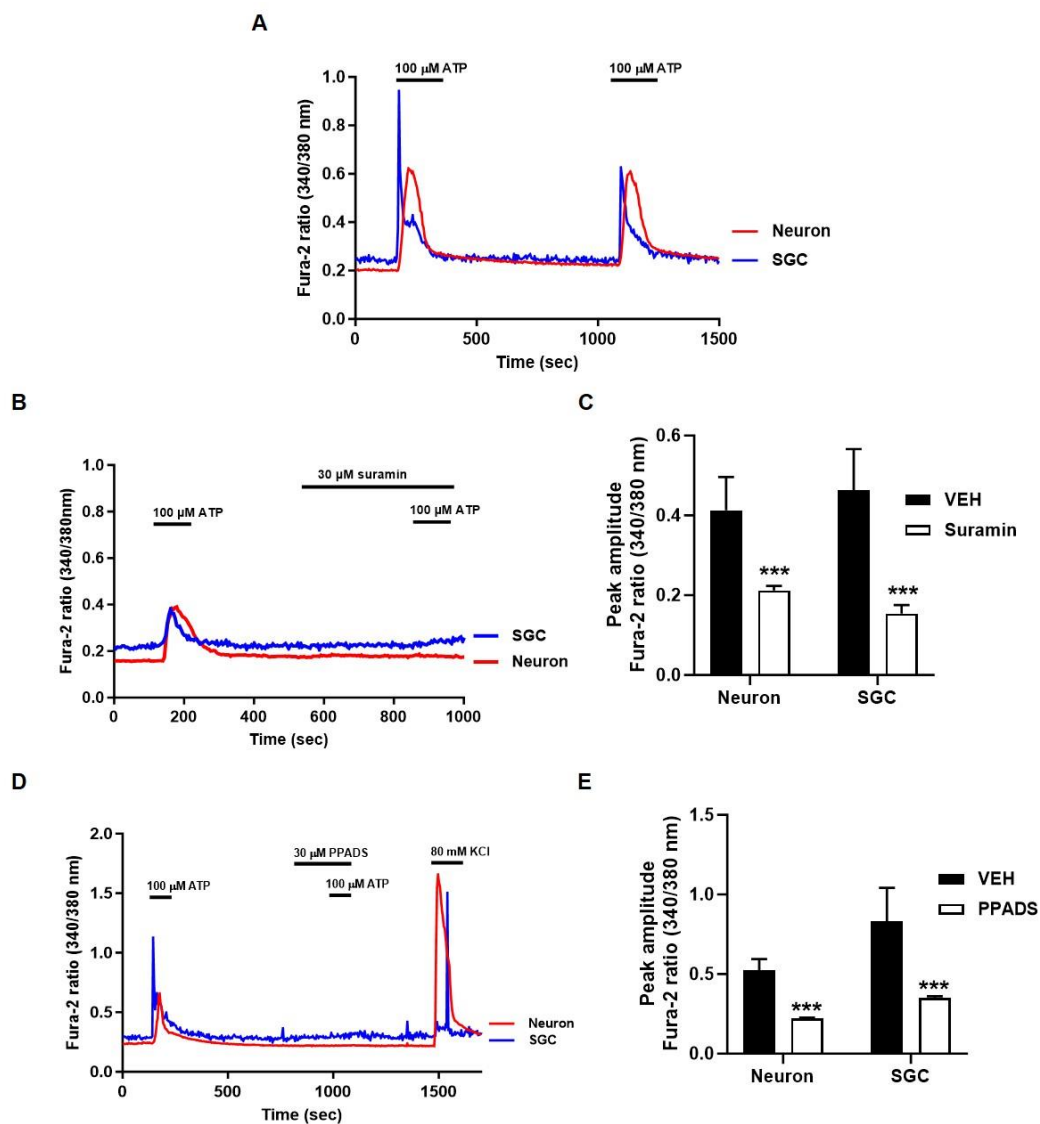 A
100 μM ATP
100 μM ATP
1.0
0.8
0.6
0.4
0.2
0.0
Fura-2 ratio (340/380 nm)
Neuron
SGC
0
500
1000
1500
Time (sec)
B
1.0
0.8
0.6
0.4
0.2
0.0
Fura-2 ratio (340/380nm)
30 μM suramin
100 μM ATP
100 μM ATP
SGC
Neuron
0
200
400
600
800
1000
Time (sec)
C
Peak amplitude
Fura-2 ratio (340/380 nm)
0.6
0.4
0.2
0.0
***
***
VEH
Suramin
Neuron
SGC
D
2.0
1.5
1.0
0.5
0.0
Fura-2 ratio (340/380 nm)
30 μM PPADS
80 mM KCl
100 μM ATP
100 μM ATP
Neuron
SGC
0
500
1000
1500
Time (sec)
E
Peak amplitude
Fura-2 ratio (340/380 nm)
1.5
1.0
0.5
0.0
***
***
VEH
PPADS
Neuron
SGC